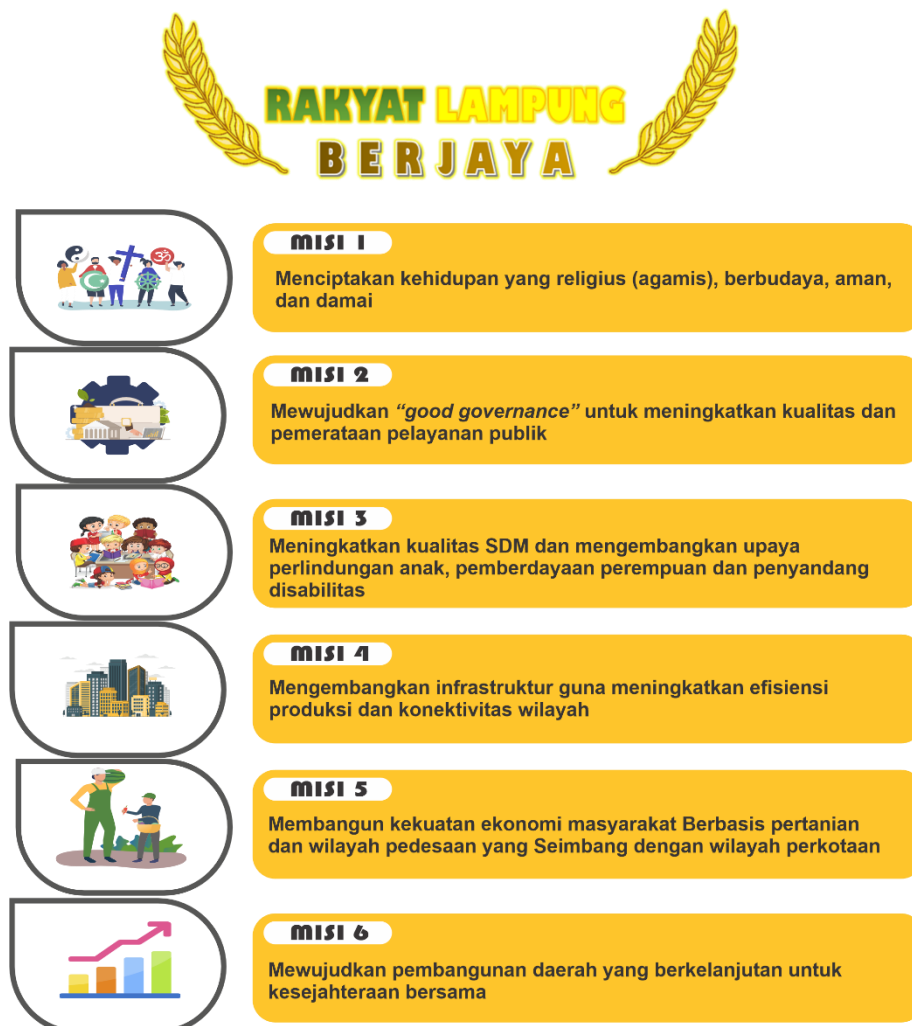 RAKYAT LAMPUNG
BERJAYA
MISI 1
Menciptakan kehidupan yang religius (agamis), berbudaya, aman,
dan damai
MISI 2
Mewujudkan “good governance” untuk meningkatkan kualitas dan
pemerataan pelayanan publik
MISI 3
Meningkatkan kualitas SDM dan mengembangkan upaya
perlindungan anak, pemberdayaan perempuan dan penyandang
disabilitas
MISI 4
Mengembangkan infrastruktur guna meningkatkan efisiensi
produksi dan konektivitas wilayah
MISI 5
Membangun kekuatan ekonomi masyarakat Berbasis pertanian
dan wilayah pedesaan yang Seimbang dengan wilayah perkotaan
MISI 6
Mewujudkan pembangunan daerah yang berkelanjutan untuk
kesejahteraan bersama